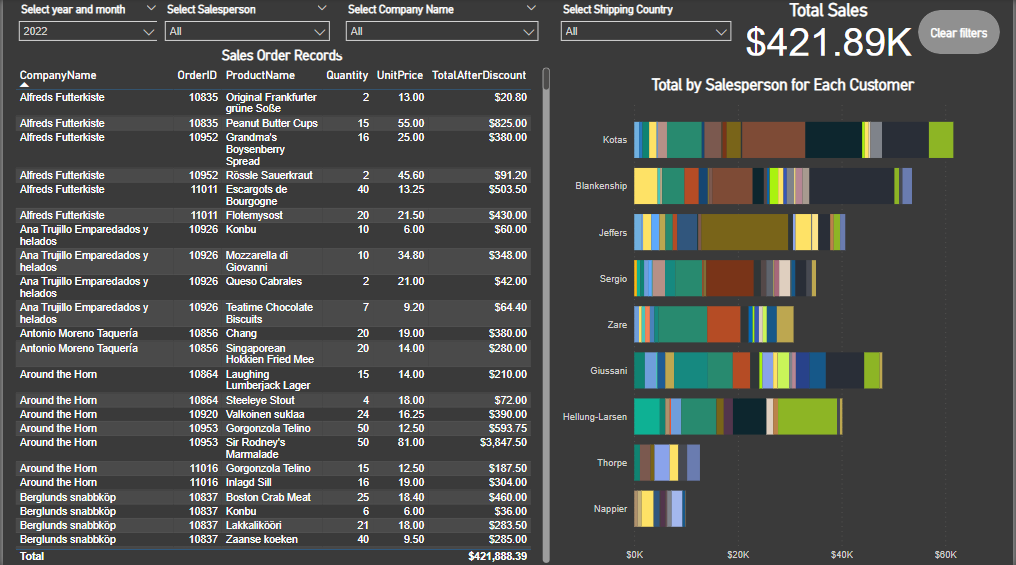 Select year and month
2022
Select Salesperson
All
Select Company Name
All
Select Shipping Country
All
Total Sales
$421.89K
Clear filters
Sales Order Records
CompanyName OrderID ProductName Quantity UnitPrice TotalAfterDiscount
Alfreds Futterkiste 10835 Original Frankfurter 2 13.00 $20.80
grüne Soße
Alfreds Futterkiste 10835 Peanut Butter Cups 15 55.00 $825.00
Alfreds Futterkiste 10952 Grandma's 16 25.00 $380.00
Boysenberry
Spread
Alfreds Futterkiste 10952 Rössle Sauerkraut 2 45.60 $91.20
Alfreds Futterkiste 11011 Escargots de 40 13.25 $503.50
Bourgogne
Alfreds Futterkiste 11011 Flotemysost 20 21.50 $430.00
Ana Trujillo Emparedados y 10926 Konbu 10 6.00 $60.00
helados
Ana Trujillo Emparedados y 10926 Mozzarella di 10 34.80 $348.00
helados Giovanni
Ana Trujillo Emparedados y 10926 Queso Cabrales 2 21.00 $42.00
helados
Ana Trujillo Emparedados y 10926 Teatime Chocolate 7 9.20 $64.40
helados Biscuits
Antonio Moreno Taquería 10856 Chang 20 19.00 $380.00
Antonio Moreno Taquería 10856 Singaporean 20 14.00 $280.00
Hokkien Fried Mee
Around the Horn 10864 Laughing 15 14.00 $210.00
Lumberjack Lager
Around the Horn 10864 Steeleye Stout 4 18.00 $72.00
Around the Horn 10920 Valkoinen suklaa 24 16.25 $390.00
Around the Horn 10953 Gorgonzola Telino 50 12.50 $593.75
Around the Horn 10953 Sir Rodney's 50 81.00 $3,847.50
Marmalade
Around the Horn 11016 Gorgonzola Telino 15 12.50 $187.50
Around the Horn 11016 Inlagd Sill 16 19.00 $304.00
Berglunds snabbköp 10837 Boston Crab Meat 25 18.40 $460.00
Berglunds snabbköp 10837 Konbu 6 6.00 $36.00
Berglunds snabbköp 10837 Lakkalikööri 21 18.00 $283.50
Berglunds snabbköp 10837 Zaanse koeken 40 9.50 $285.00
Total $421,888.39
Total by Salesperson for Each Customer
Kotas
Blankenship
Jeffers
Sergio
Zare
Giussani
Hellung-Larsen
Thorpe
Nappier
$0K $20K $40K $60K